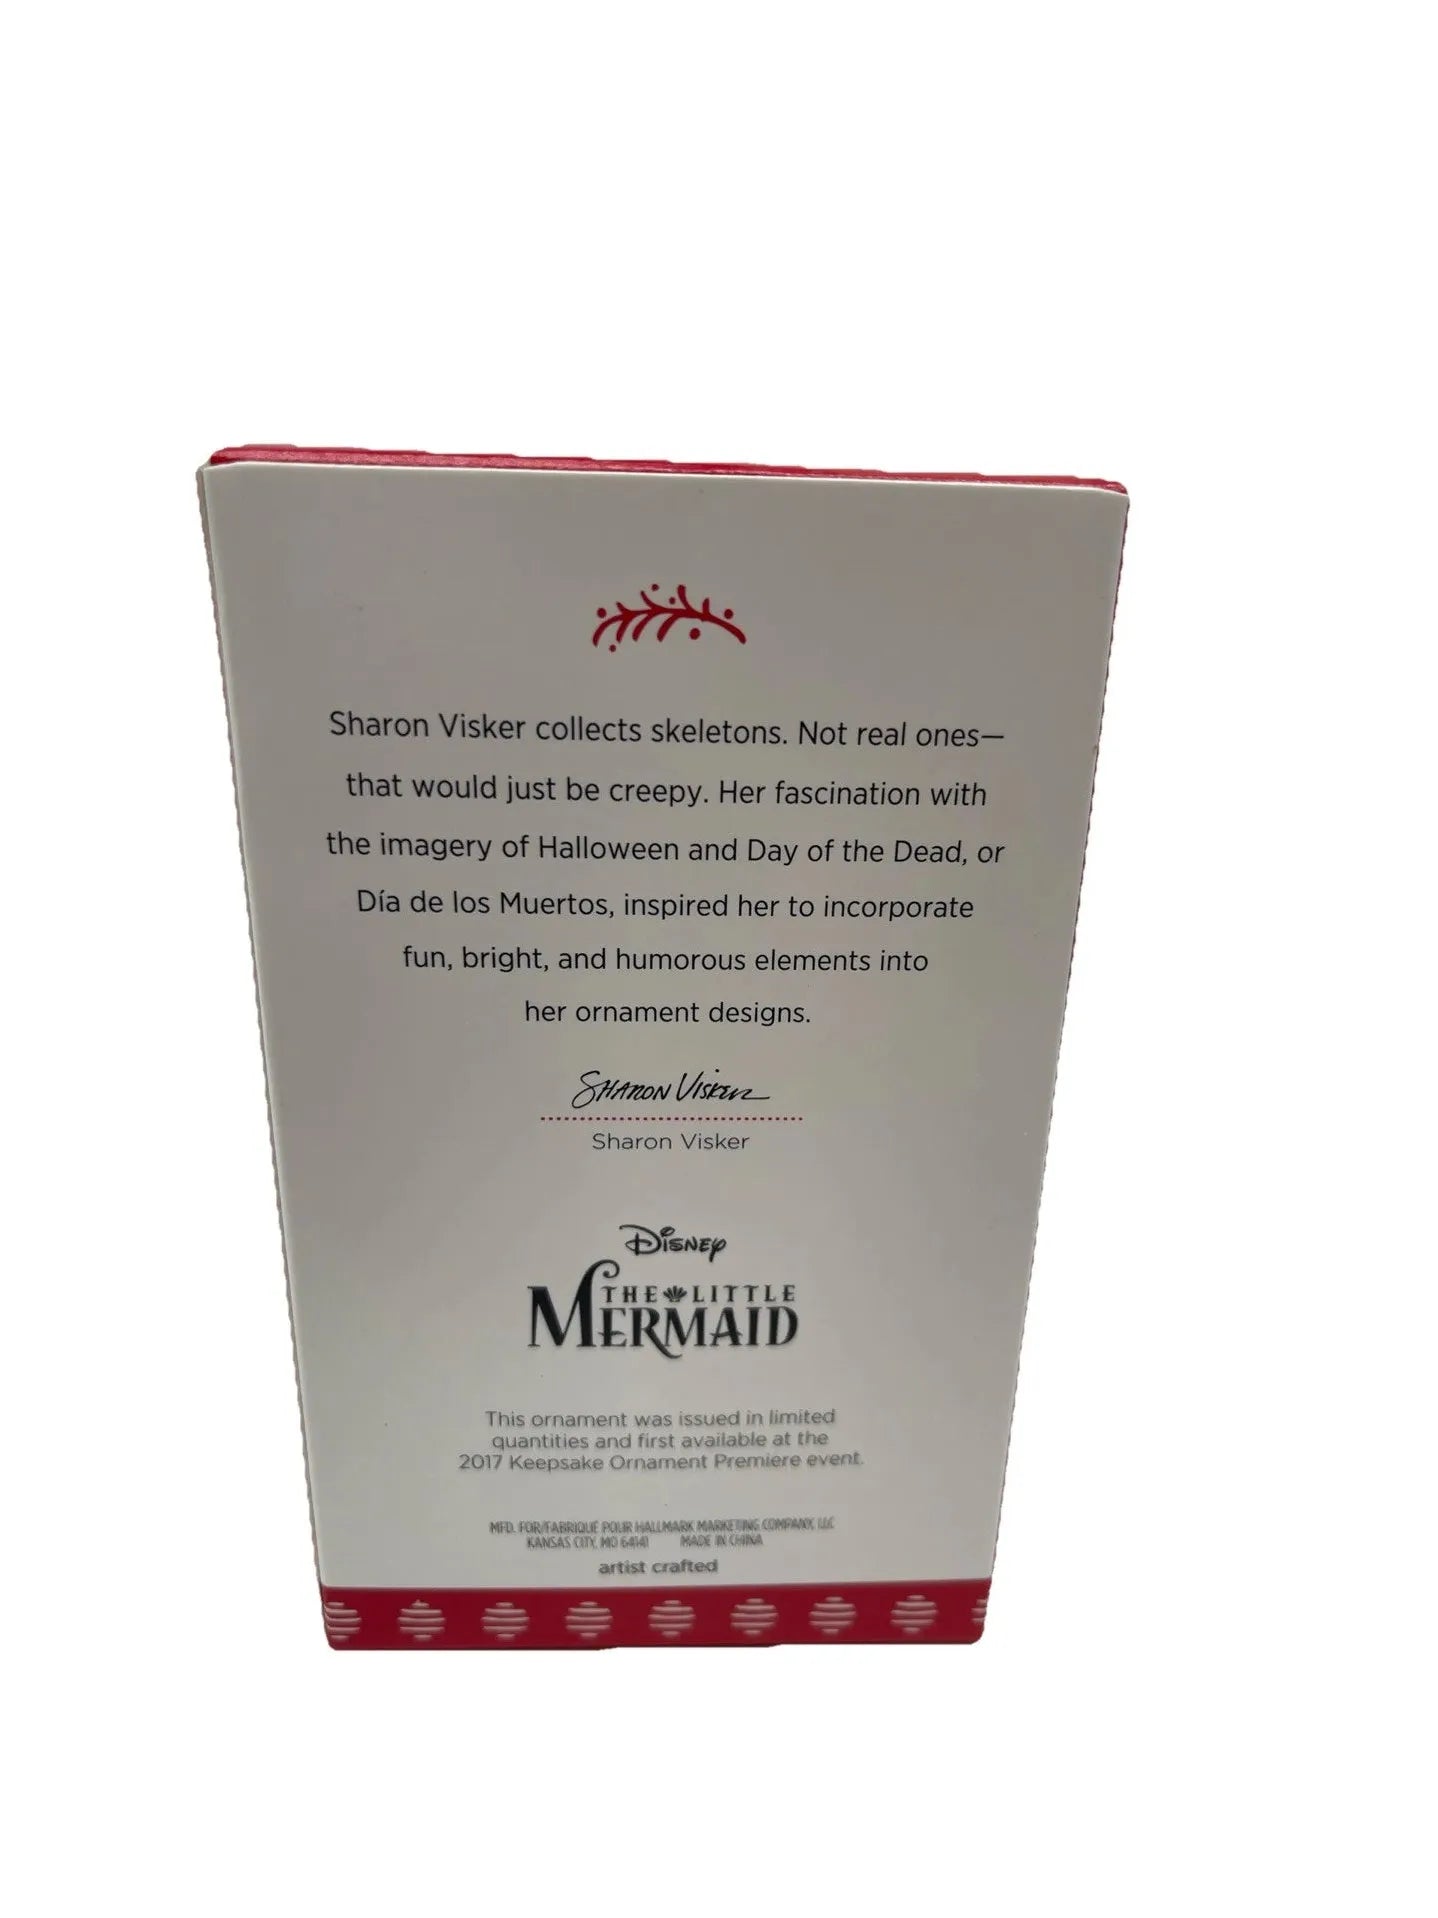 Sharon Visker collects skeletons. Not real ones—
that would just be creepy. Her fascination with
the imagery of Halloween and Day of the Dead, or
Día de los Muertos, inspired her to incorporate
fun, bright, and humorous elements into
her ornament designs.
SHARON VISKER
Sharon Visker
Disney
THE LITTLE
MERMAID
This ornament was issued in limited
quantities and first available at the
2017 Keepsake Ornament Premiere event.
MFD. FOR/FABRIQUÉ POUR HALLMARK MARKETING COMPANY, LLC
KANSAS CITY, MO 64141 MADE IN CHINA
artist crafted